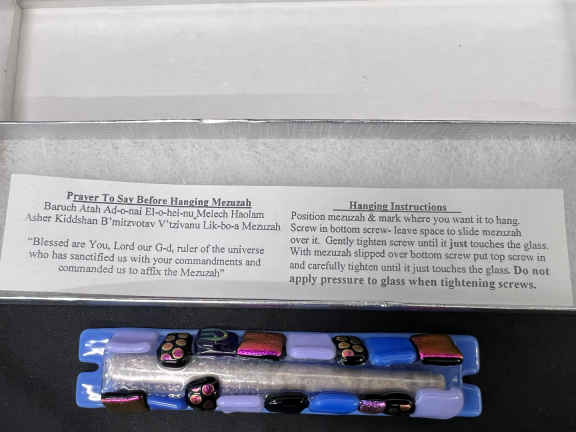 Prayer To Say Before Hanging Mezuzah
Baruch Atah Ad-o-nai El-o-hei-nu Melech Haolam
Asher Kiddshan B'mitzvotav V'tzivanu Lik-bo-a Mezuzah
"Blessed are You, Lord our G-d, ruler of the universe
who has sanctified us with your commandments and
commanded us to affix the Mezuzah"
Hanging Instructions
Position mezuzah & mark where you want it to hang.
Screw in bottom screw- leave space to slide mezuzah
over it. Gently tighten screw until it just touches the glass.
With mezuzah slipped over bottom screw put top screw in
and carefully tighten until it just touches the glass. Do not
apply pressure to glass when tightening screws.